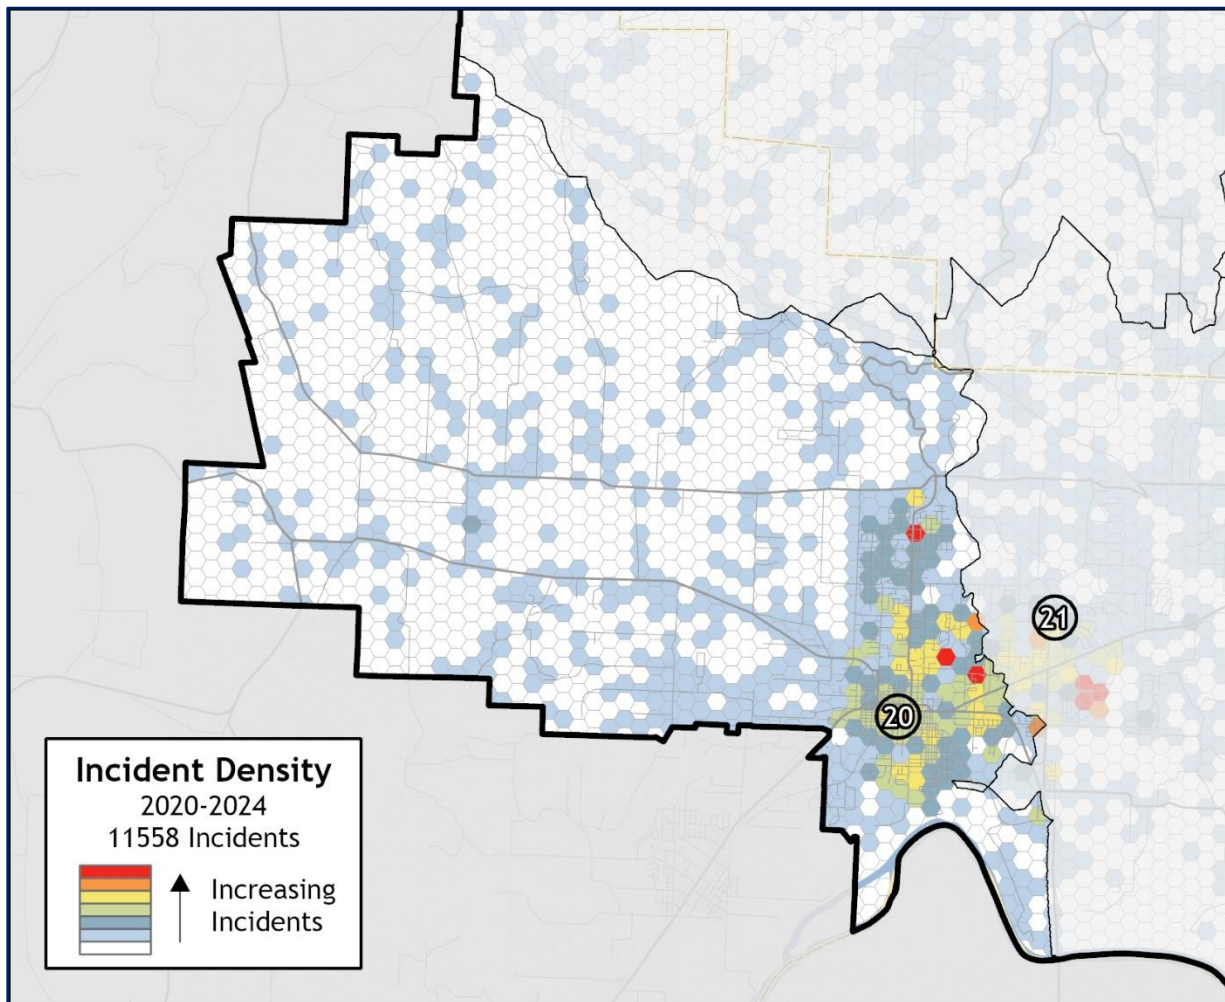 21
20
Incident Density
2020-2024
11558 Incidents
Increasing
Incidents